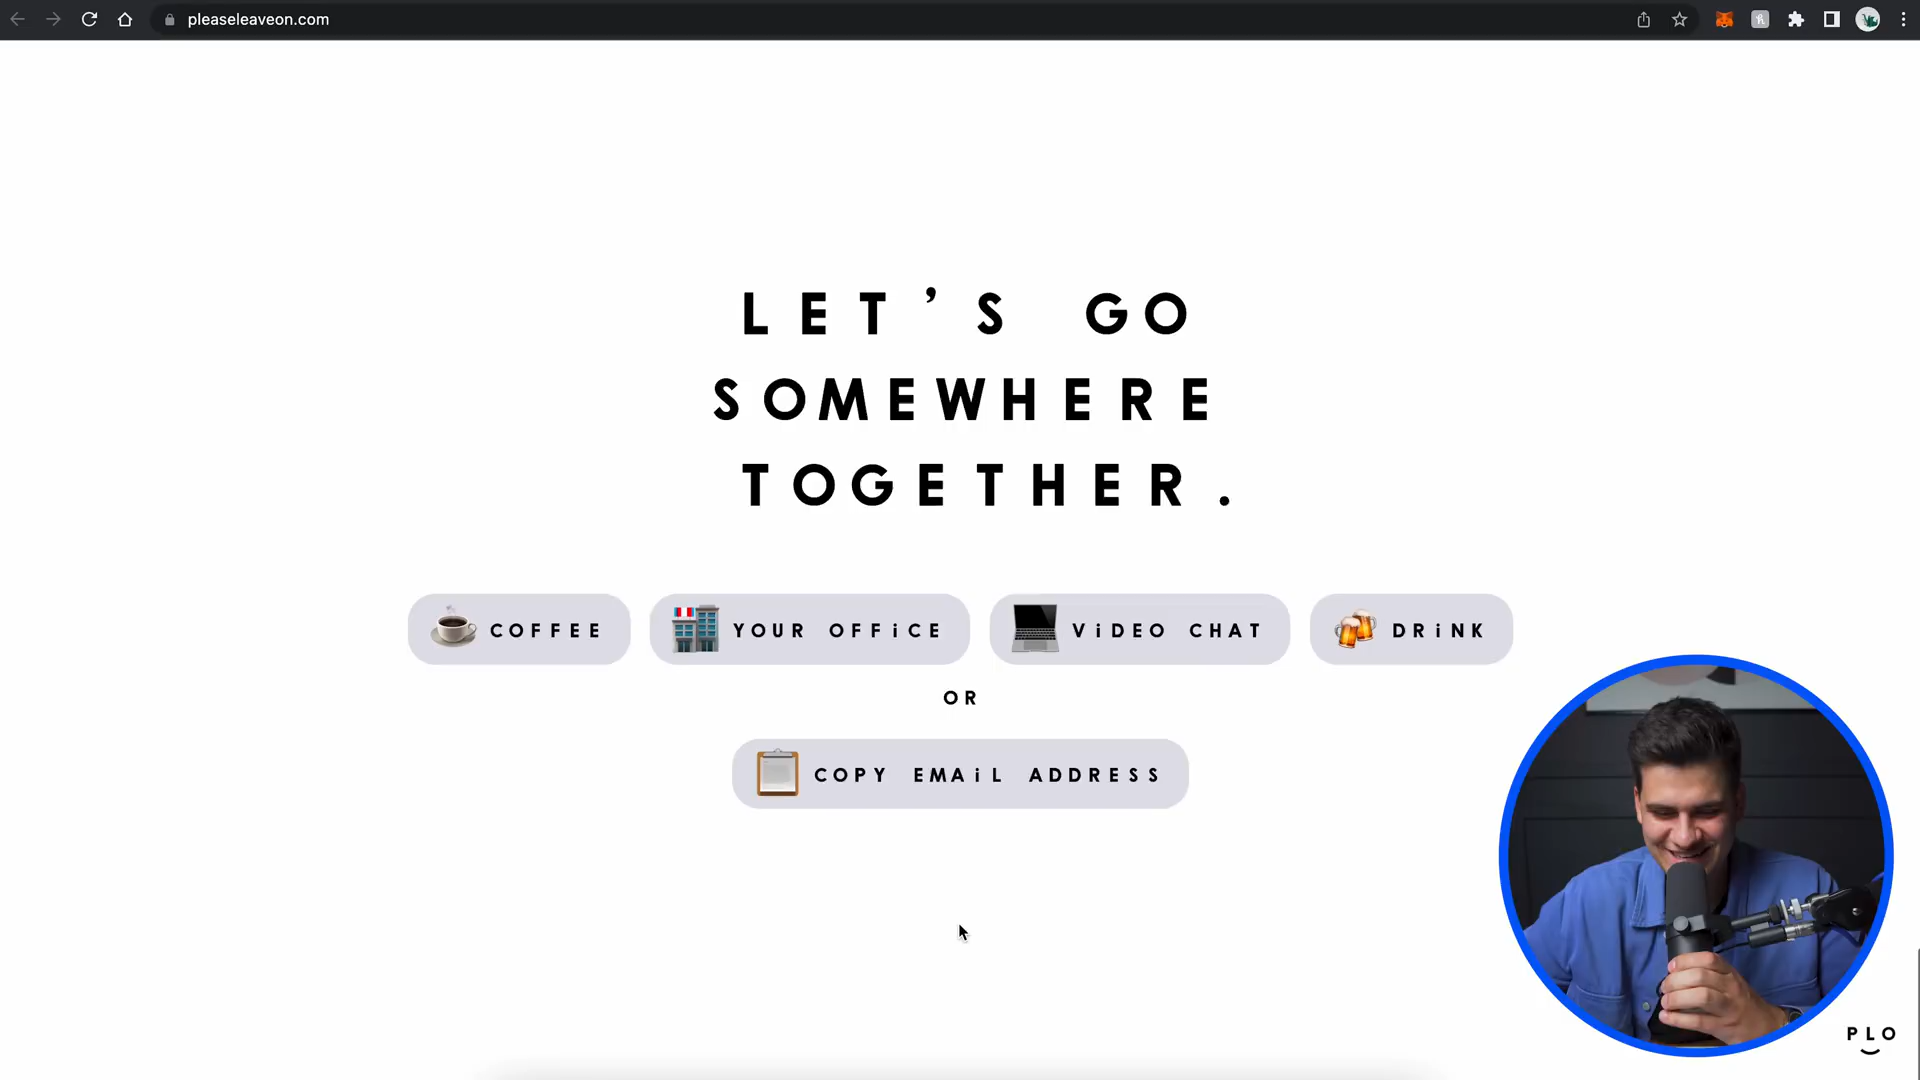 pleaseleaveon.com
LET’S GO
SOMEWHERE
TOGETHER.
COFFEE
YOUR OFFiCE
ViDEO CHAT
DRiNK
OR
COPY EMAiL ADDRESS
PLO